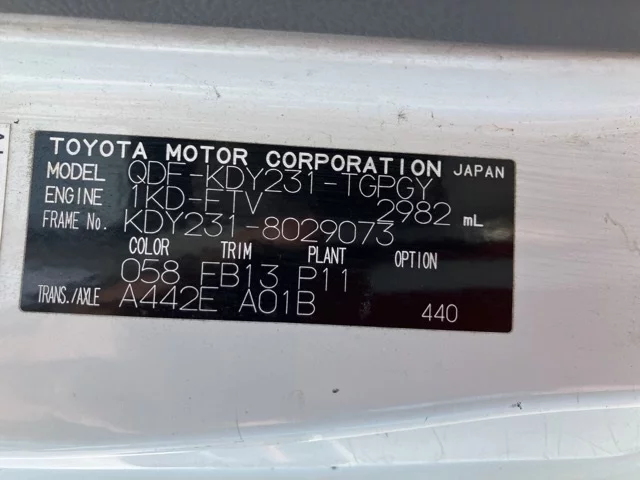 TOYOTA MOTOR CORPORATION JAPAN
MODEL QDF-KDY231-TGPGY
ENGINE 1KD-FTV 2982 mL
FRAME No. KDY231-8029073
COLOR TRIM PLANT OPTION
058 FB13 P11
TRANS./AXLE A442E A01B 440